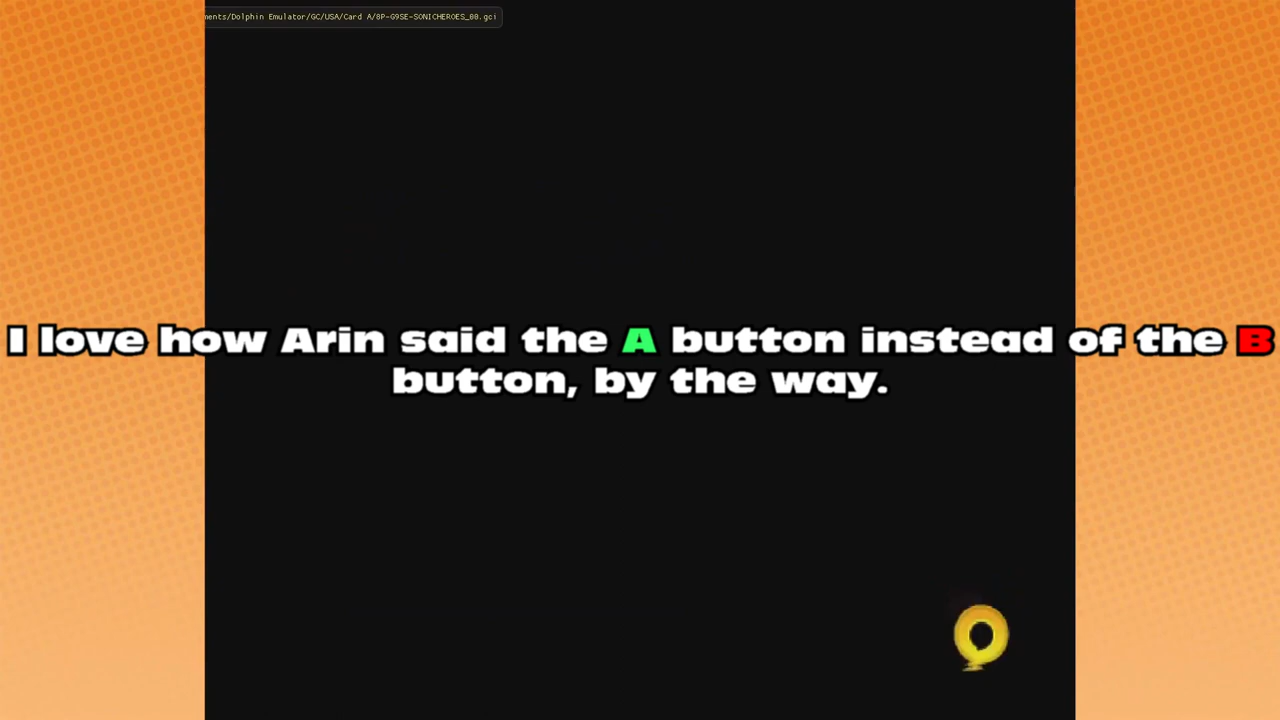 ments/Dolphin Emulator/GC/USA/Card A/8P-G9SE-SONICHEROES_00.gci
I love how Arin said the A button instead of the B
button, by the way.